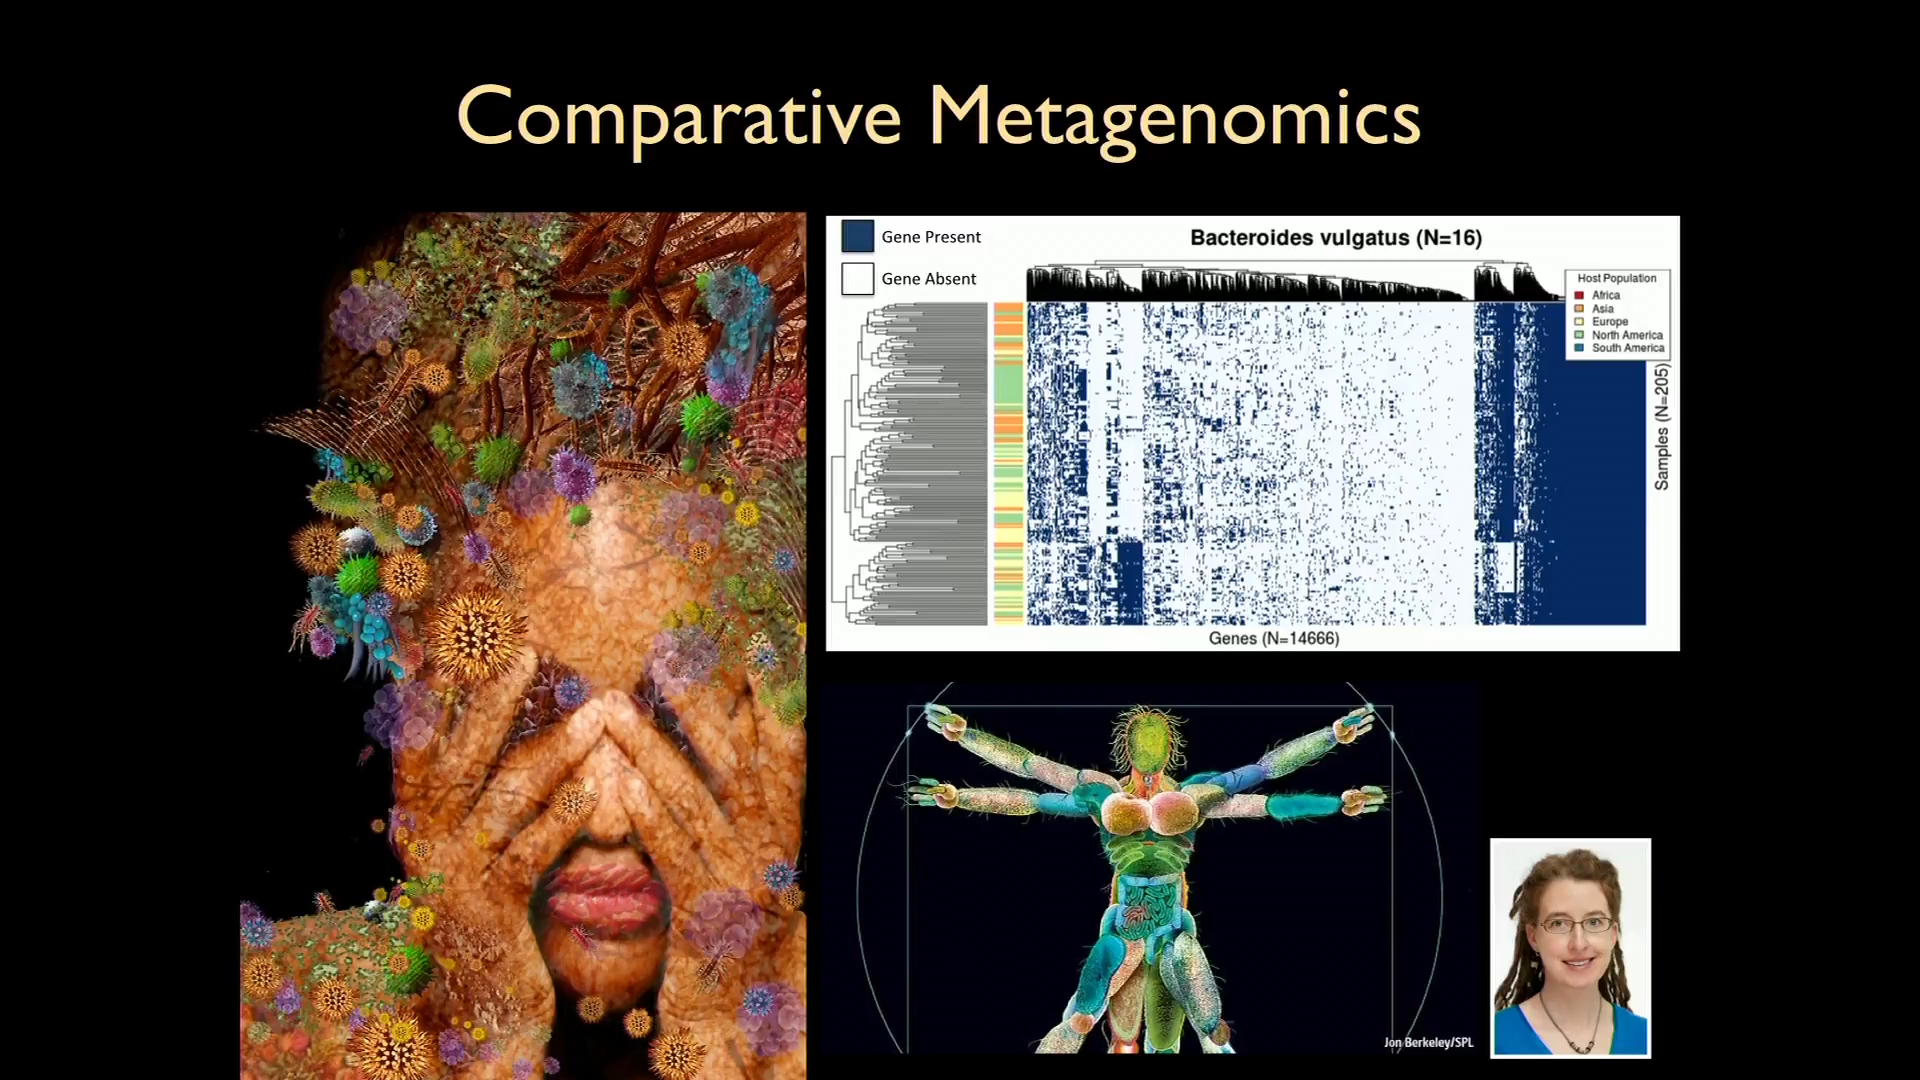 Comparative Metagenomics
Gene Present
Gene Absent
Bacteroides vulgatus (N=16)
Host Population
Africa
Asia
Europe
North America
South America
Samples (N=205)
Genes (N=14666)
Jon Berkeley/SPL